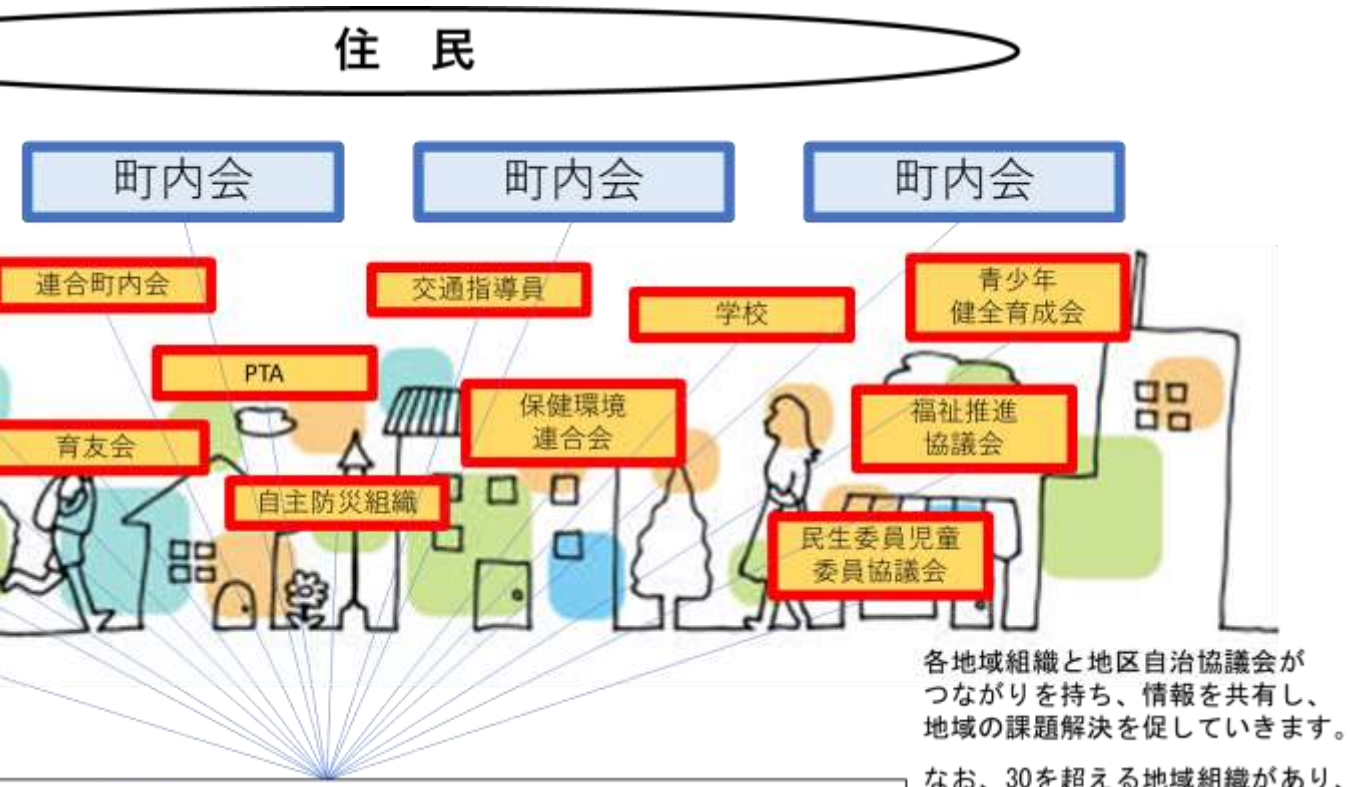 住 民
町内会
町内会
町内会
連合町内会
交通指導員
学校
青少年
健全育成会
PTA
保健環境
連合会
福祉推進
協議会
育友会
自主防災組織
民生委員児童
委員協議会
各地域組織と地区自治協議会が
つながりを持ち、情報を共有し、
地域の課題解決を促していきます。
なお、30を超える地域組織があり、